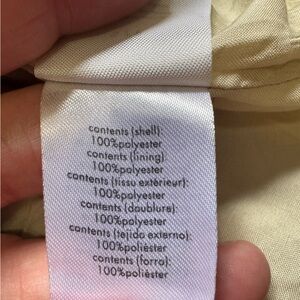 contents (shell):
100%polyester
contents (lining):
100%polyester
contents (tissu extérieur):
100%polyester
contents (doublure):
100%polyester
contents (tejido externo):
100%poliéster
contents (forro):
100%poliéster